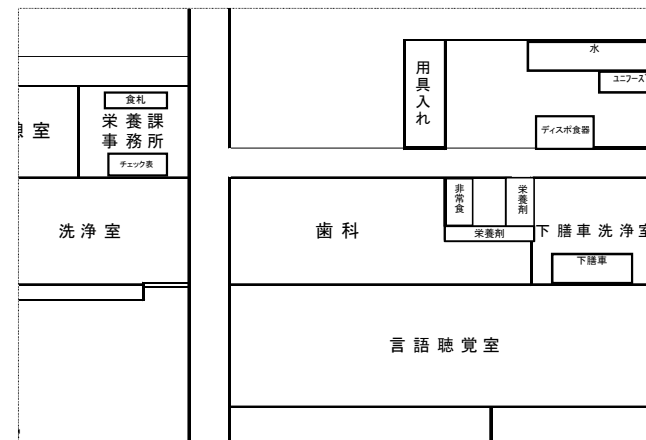 水
ユニフース
用具入れ
食札
栄養課
事務所
ディスポ食器
室
チェック表
非常食
栄養剤
洗浄室
歯科
栄養剤
下膳車洗浄室
下膳車
言語聴覚室